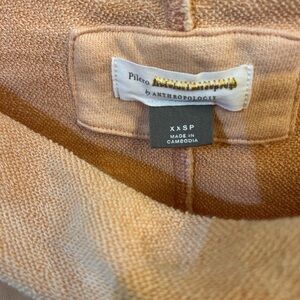 Pilcro
by ANTHROPOLOGIE
XXSP
MADE IN
CAMBODIA